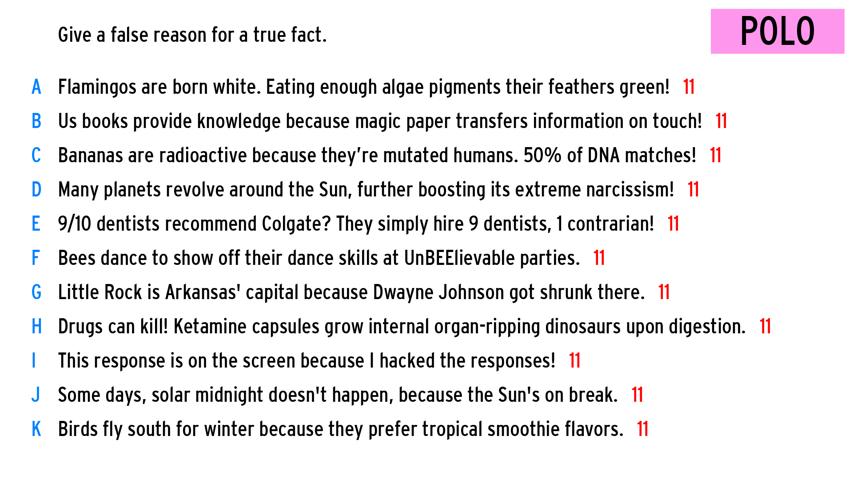 Give a false reason for a true fact.
POLO
A Flamingos are born white. Eating enough algae pigments their feathers green! 11
B Us books provide knowledge because magic paper transfers information on touch! 11
C Bananas are radioactive because they’re mutated humans. 50% of DNA matches! 11
D Many planets revolve around the Sun, further boosting its extreme narcissism! 11
E 9/10 dentists recommend Colgate? They simply hire 9 dentists, 1 contrarian! 11
F Bees dance to show off their dance skills at UnBEElievable parties. 11
G Little Rock is Arkansas' capital because Dwayne Johnson got shrunk there. 11
H Drugs can kill! Ketamine capsules grow internal organ-ripping dinosaurs upon digestion. 11
I This response is on the screen because I hacked the responses! 11
J Some days, solar midnight doesn't happen, because the Sun's on break. 11
K Birds fly south for winter because they prefer tropical smoothie flavors. 11